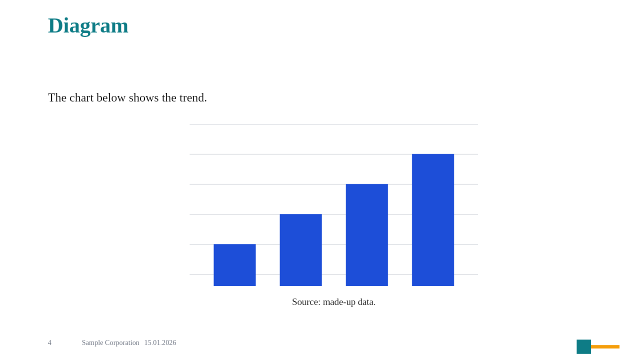 Diagram
The chart below shows the trend.
Source: made-up data.
4 Sample Corporation 15.01.2026